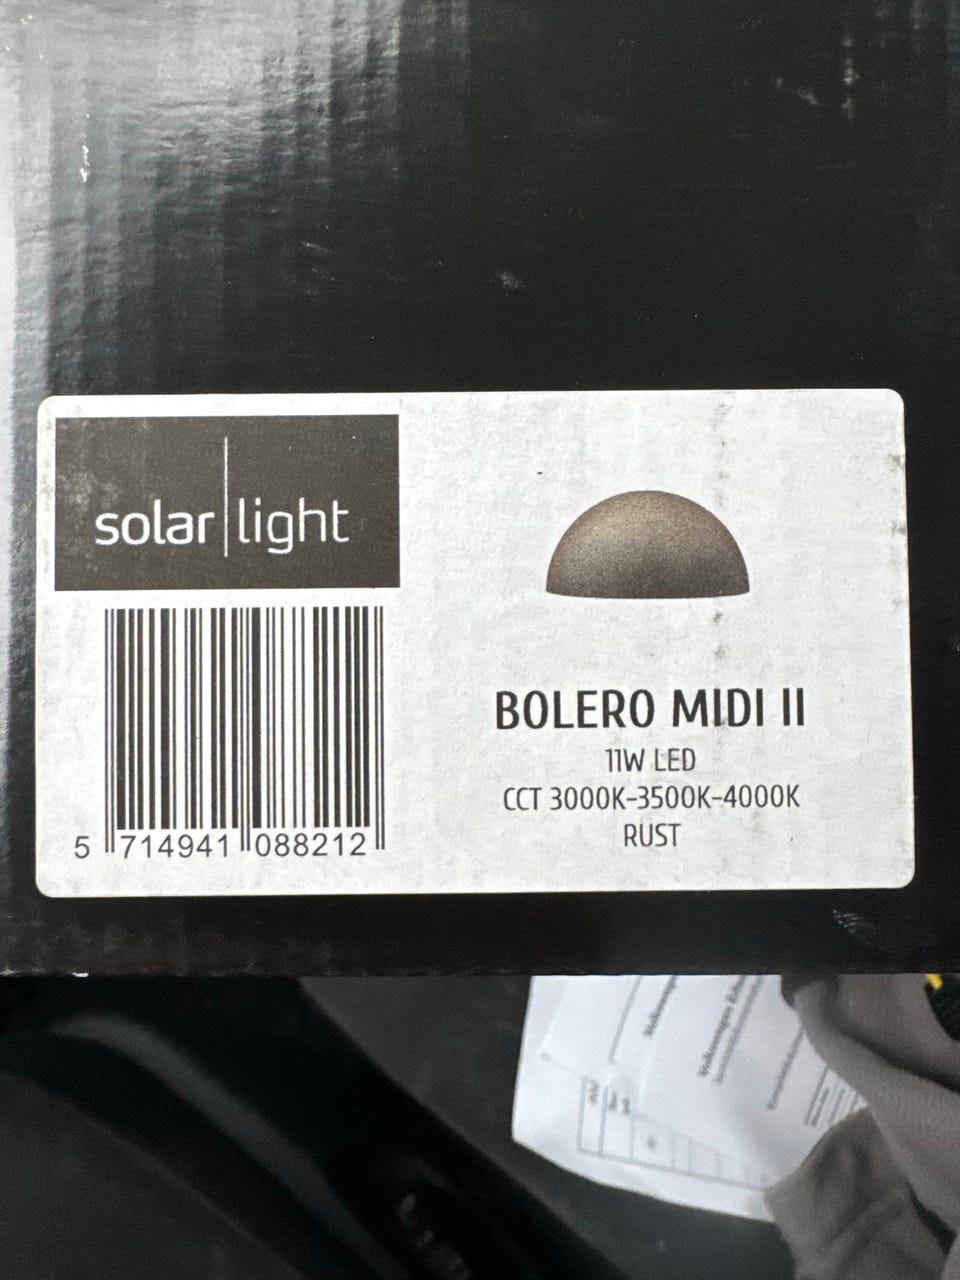 solar light
5 714941 088212
BOLERO MIDI II
11W LED
CCT 3000K-3500K-4000K
RUST